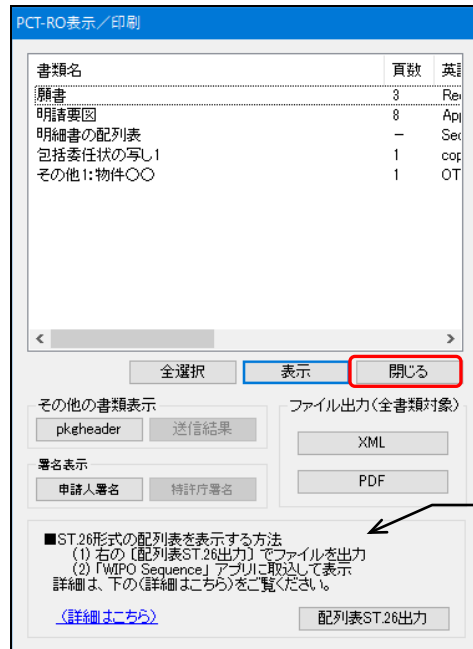 PCT-RO表示／印刷
書類名 頁数 英
願書 3 Re
明請要図 8 Ap
明細書の配列表 － Se
包括委任状の写し1 1 cop
その他1:物件〇〇 1 OT
全選択 表示 閉じる
その他の書類表示 ファイル出力(全書類対象)
pkgheader 送信結果 XML
署名表示
申請人署名 特許庁署名 PDF
■ST.26形式の配列表を表示する方法
(1) 右の〔配列表ST.26出力〕でファイルを出力
(2)「WIPO Sequence」アプリに取込して表示
詳細は、下の(詳細はこちら)をご覧ください。
(詳細はこちら) 配列表ST.26出力